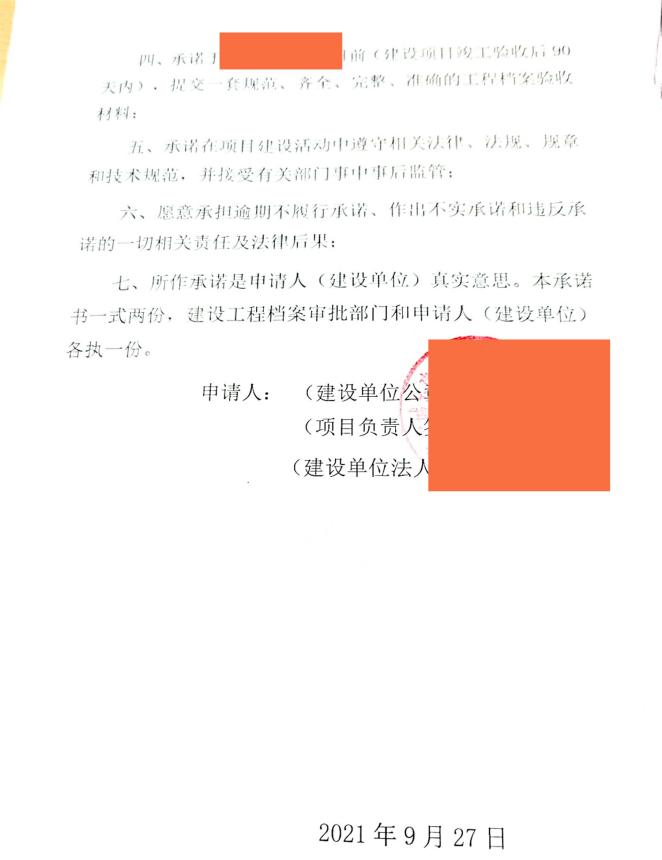 四、承诺于
前（建设项目竣工验收后90
天内），提交一套规范、齐全、完整、准确的工程档案验收
材料；
五、承诺在项目建设活动中遵守相关法律、法规、规章
和技术规范，并接受有关部门事中事后监管；
六、愿意承担逾期不履行承诺、作出不实承诺和违反承
诺的一切相关责任及法律后果；
七、所作承诺是申请人（建设单位）真实意思。本承诺
书一式两份，建设工程档案审批部门和申请人（建设单位）
各执一份。
申请人：（建设单位公
（项目负责人
（建设单位法人
2021年9月27日